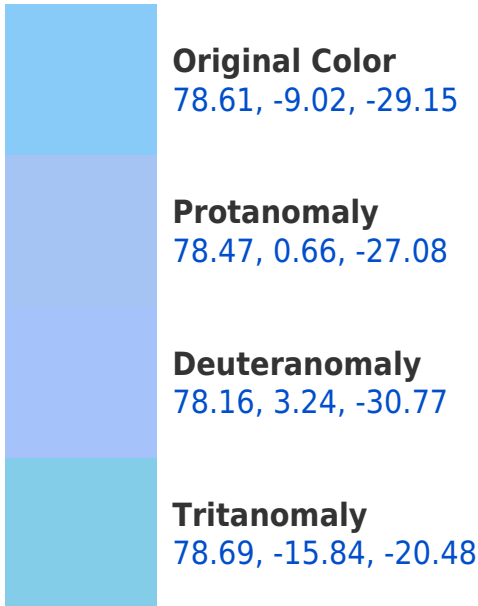 Original Color
78.61, -9.02, -29.15
Protanomaly
78.47, 0.66, -27.08
Deuteranomaly
78.16, 3.24, -30.77
Tritanomaly
78.69, -15.84, -20.48